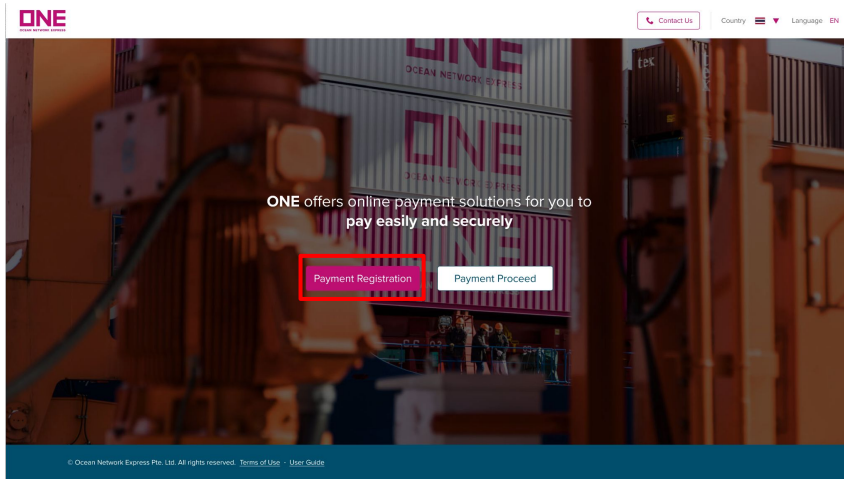 ONE
OCEAN NETWORK EXPRESS
Contact Us
Country
Language EN
tex
OCEAN NETWORK EXPRESS
ONE
OCEAN NETWORK EXPRESS
ONE offers online payment solutions for you to
pay easily and securely
Payment Registration
Payment Proceed
© Ocean Network Express Pte. Ltd. All rights reserved. Terms of Use - User Guide